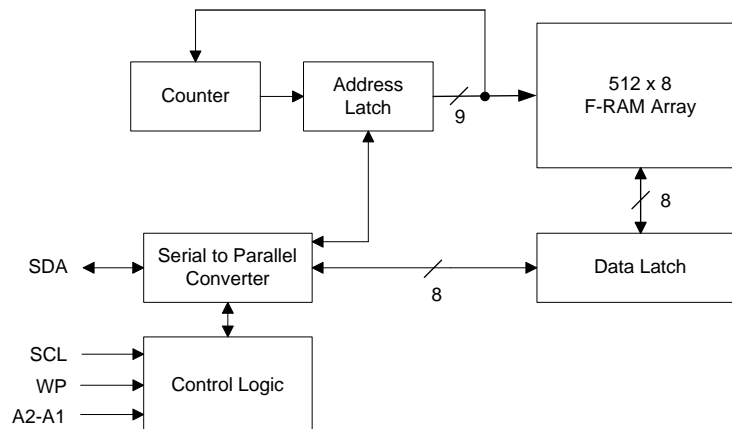 Counter
Address
Latch
9
512 x 8
F-RAM Array
8
SDA
Serial to Parallel
Converter
8
Data Latch
SCL
WP
A2-A1
Control Logic